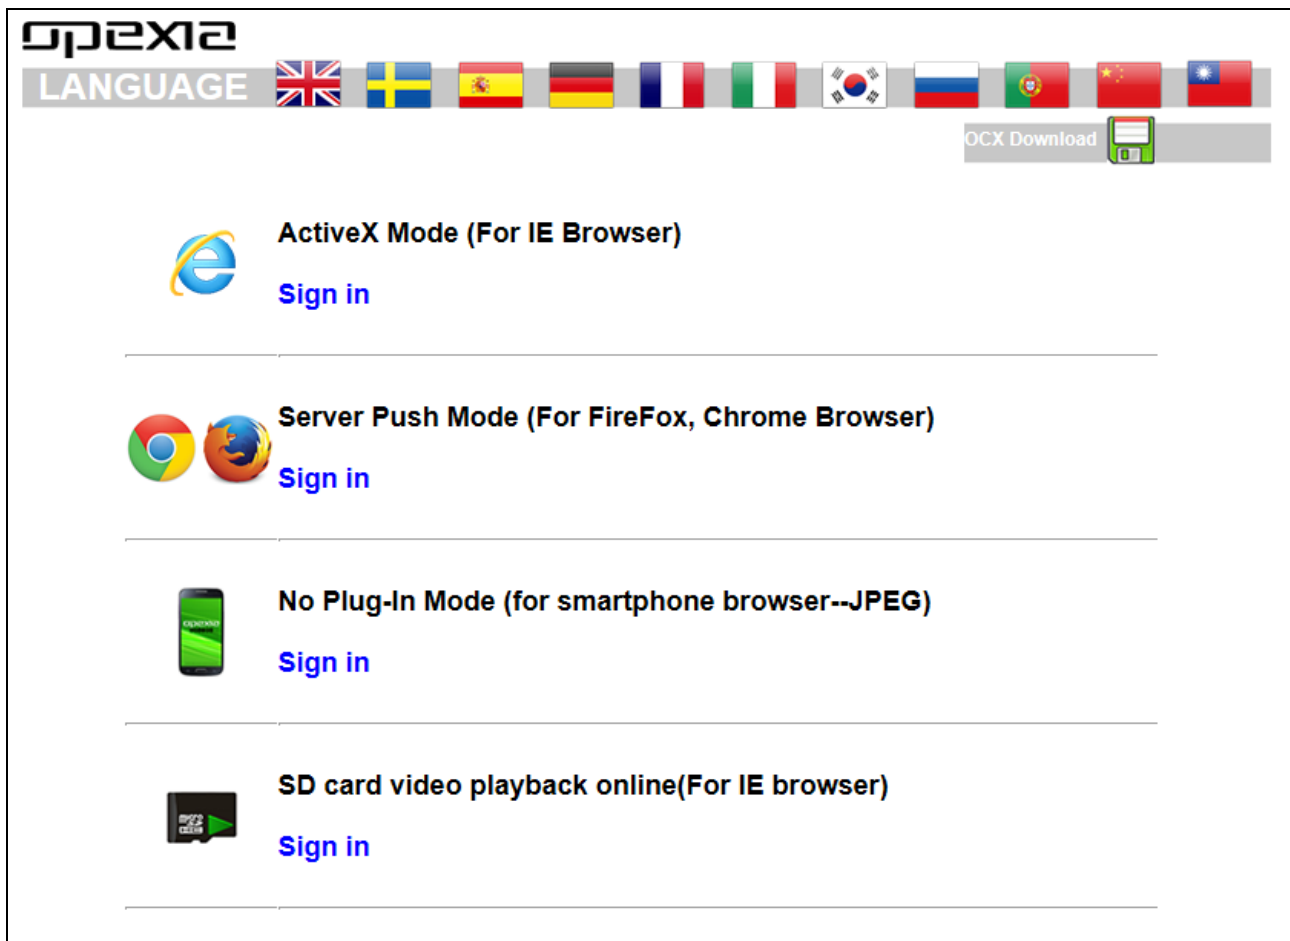 opexia
LANGUAGE
OCX Download
ActiveX Mode (For IE Browser)
Sign in
Server Push Mode (For FireFox, Chrome Browser)
Sign in
No Plug-In Mode (for smartphone browser--JPEG)
opexia
Sign in
SD card video playback online(For IE browser)
micro
Sign in